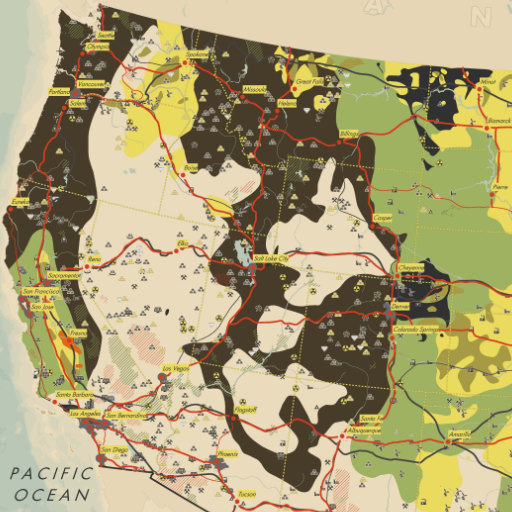 A N
Seattle
Olympia
Spokane
Vancouver
Portland
Salem
Missoula
Great Falls
Helena
Minot
Bismarck
Billings
Boise
Pierre
Eureka
Casper
Elko
Reno
Salt Lake City
Sacramento
Cheyenne
San Francisco
San Jose
Denver
Fresno
Colorado Springs
Las Vegas
Santa Barbara
Los Angeles
San Bernardino
Flagstaff
Santa Fe
Albuquerque
Amarillo
San Diego
Phoenix
Tucson
PACIFIC
OCEAN